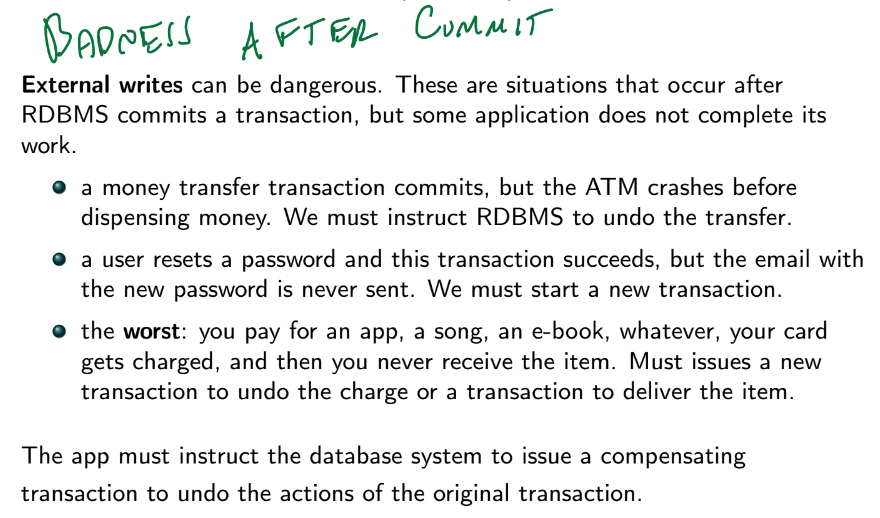 BADNESS AFTER COMMIT
External writes can be dangerous. These are situations that occur after
RDBMS commits a transaction, but some application does not complete its
work.
a money transfer transaction commits, but the ATM crashes before
dispensing money. We must instruct RDBMS to undo the transfer.
a user resets a password and this transaction succeeds, but the email with
the new password is never sent. We must start a new transaction.
the worst: you pay for an app, a song, an e-book, whatever, your card
gets charged, and then you never receive the item. Must issues a new
transaction to undo the charge or a transaction to deliver the item.
The app must instruct the database system to issue a compensating
transaction to undo the actions of the original transaction.